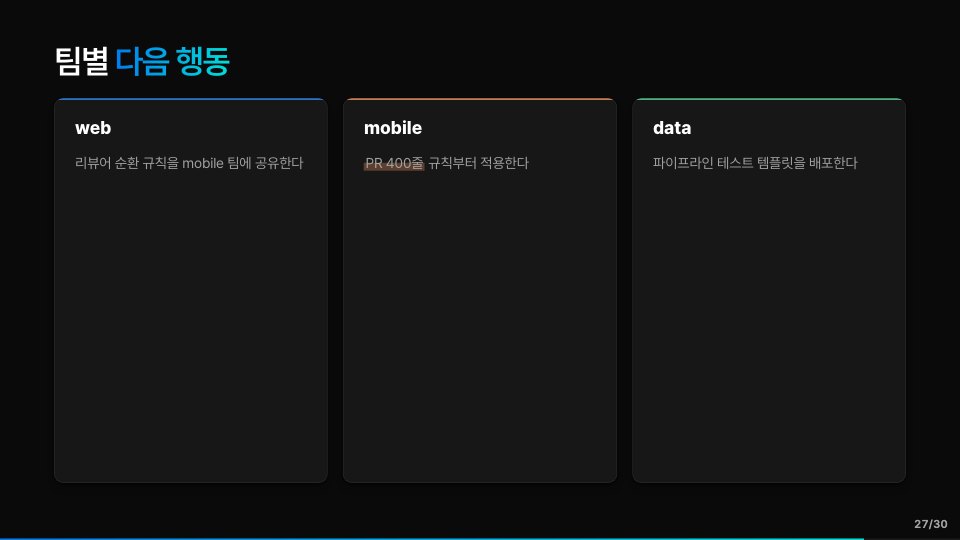 팀별 다음 행동
web
리뷰어 순환 규칙을 mobile 팀에 공유한다
mobile
PR 400줄 규칙부터 적용한다
data
파이프라인 테스트 템플릿을 배포한다
27/30